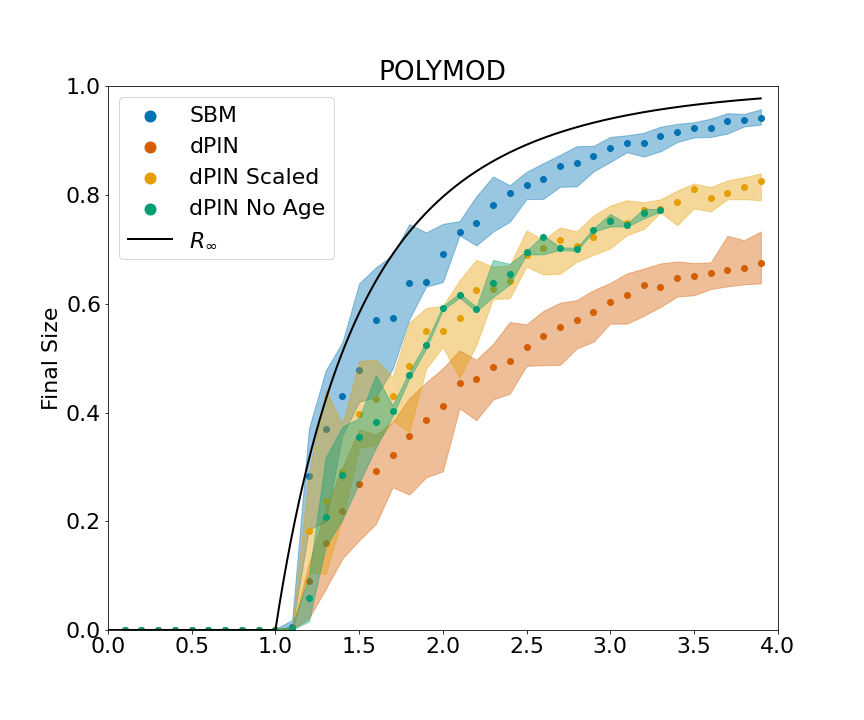 POLYMOD
1.0
0.8
0.6
0.4
0.2
0.0
Final Size
SBM
dPIN
dPIN Scaled
dPIN No Age
R∞
0.0 0.5 1.0 1.5 2.0 2.5 3.0 3.5 4.0